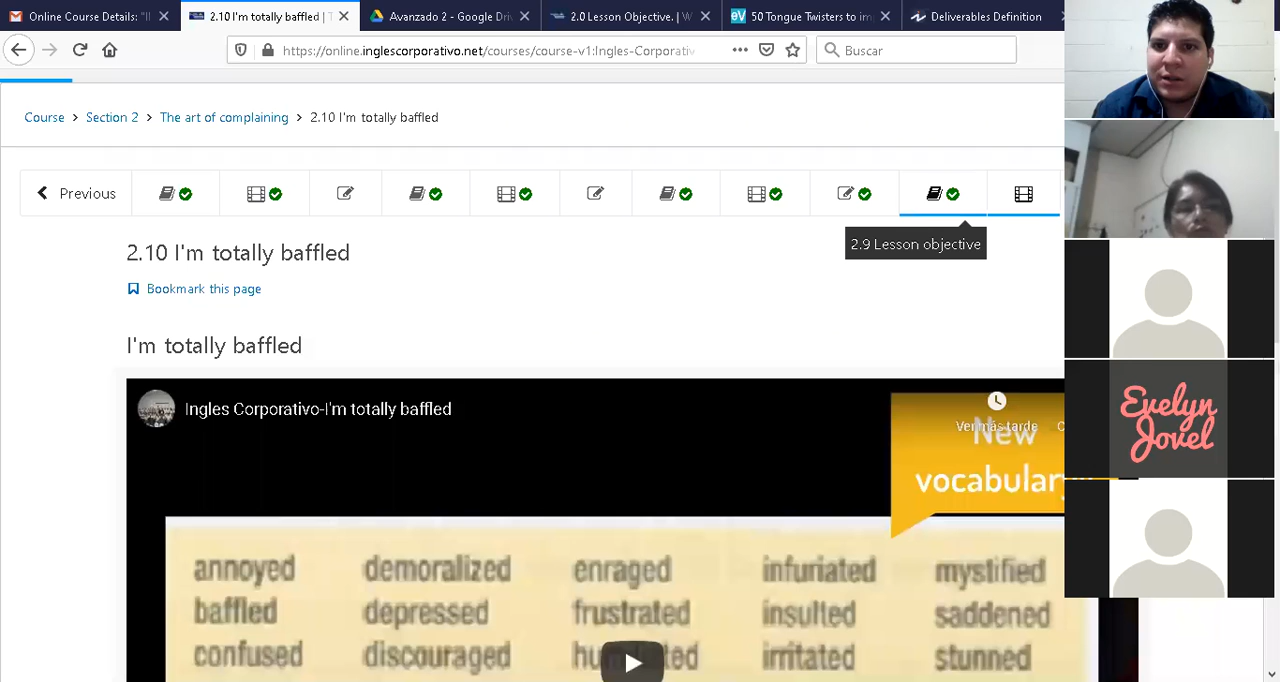 Online Course Details: "I
2.10 I'm totally baffled | T
Avanzado 2 - Google Dri
2.0 Lesson Objective. | W
50 Tongue Twisters to im
Deliverables Definition
https://online.inglescorporativo.net/courses/course-v1:Ingles-Corporativ
Buscar
Course > Section 2 > The art of complaining > 2.10 I'm totally baffled
Previous
2.9 Lesson objective
2.10 I'm totally baffled
Bookmark this page
I'm totally baffled
Ingles Corporativo-I'm totally baffled
Ver más tarde
New
vocabulary
annoyed demoralized enraged infuriated mystified
baffled depressed frustrated insulted saddened
confused discouraged irritated stunned
Evelyn
Jovel